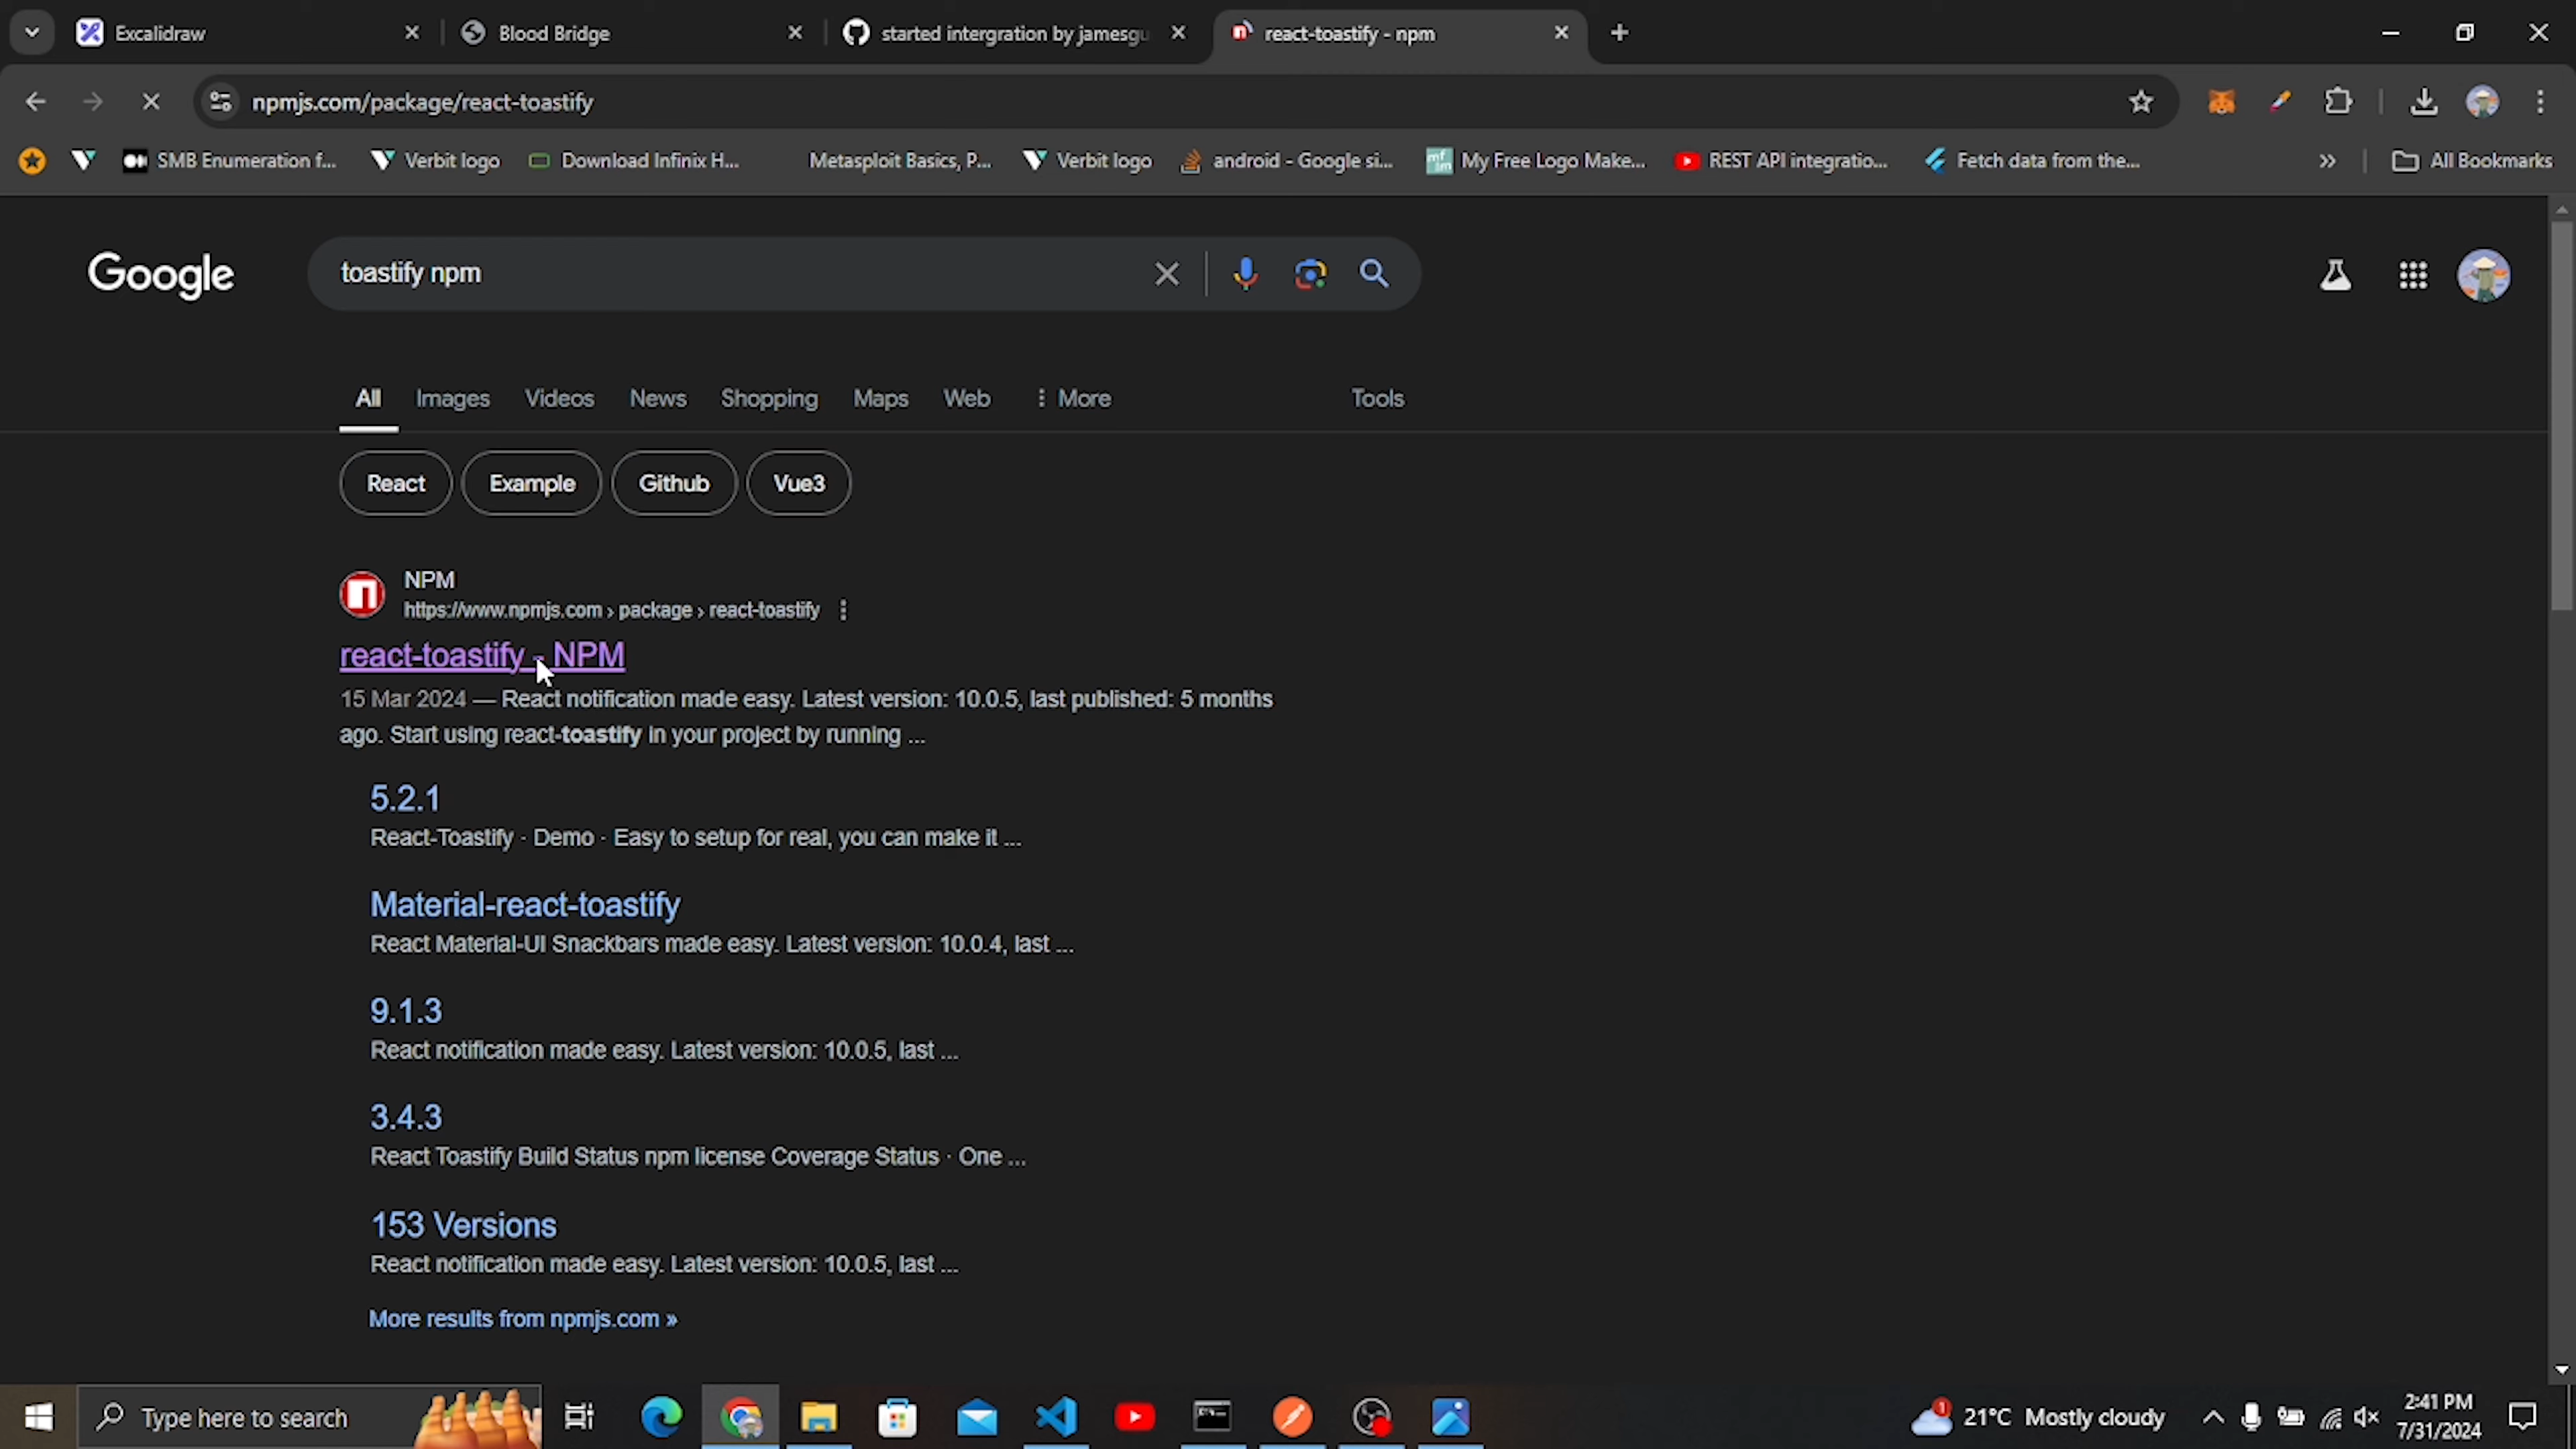 Excalidraw
Blood Bridge
started intergration by jamesgu
react-toastify - npm
npmjs.com/package/react-toastify
SMB Enumeration f...
Verbit logo
Download Infinix H...
Metasploit Basics, P...
Verbit logo
android - Google si...
My Free Logo Make...
REST API integratio...
Fetch data from the...
All Bookmarks
Google
toastify npm
All
Images
Videos
News
Shopping
Maps
Web
More
Tools
React
Example
Github
Vue3
NPM
https://www.npmjs.com › package › react-toastify
react-toastify - NPM
15 Mar 2024 — React notification made easy. Latest version: 10.0.5, last published: 5 months
ago. Start using react-toastify in your project by running ...
5.2.1
React-Toastify · Demo · Easy to setup for real, you can make it ...
Material-react-toastify
React Material-UI Snackbars made easy. Latest version: 10.0.4, last ...
9.1.3
React notification made easy. Latest version: 10.0.5, last ...
3.4.3
React Toastify Build Status npm license Coverage Status · One ...
153 Versions
React notification made easy. Latest version: 10.0.5, last ...
More results from npmjs.com »
Type here to search
1
21°C Mostly cloudy
2:41 PM
7/31/2024